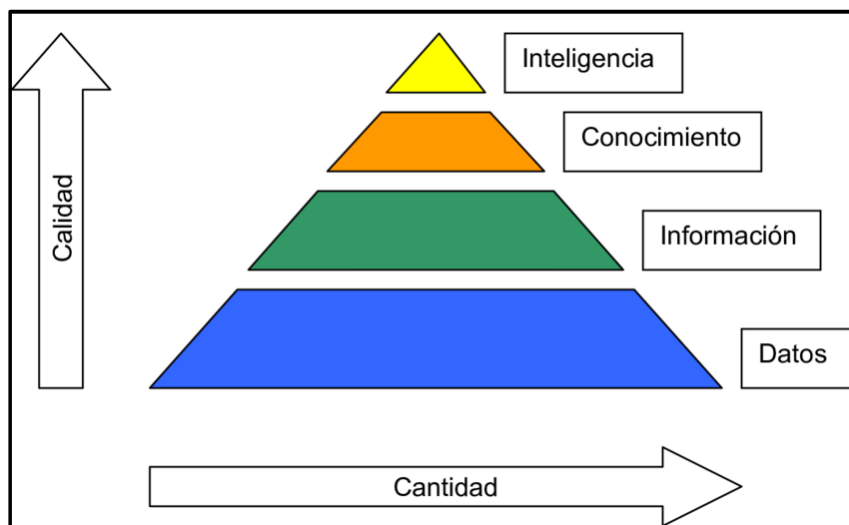 Inteligencia
Conocimiento
Información
Datos
Calidad
Cantidad